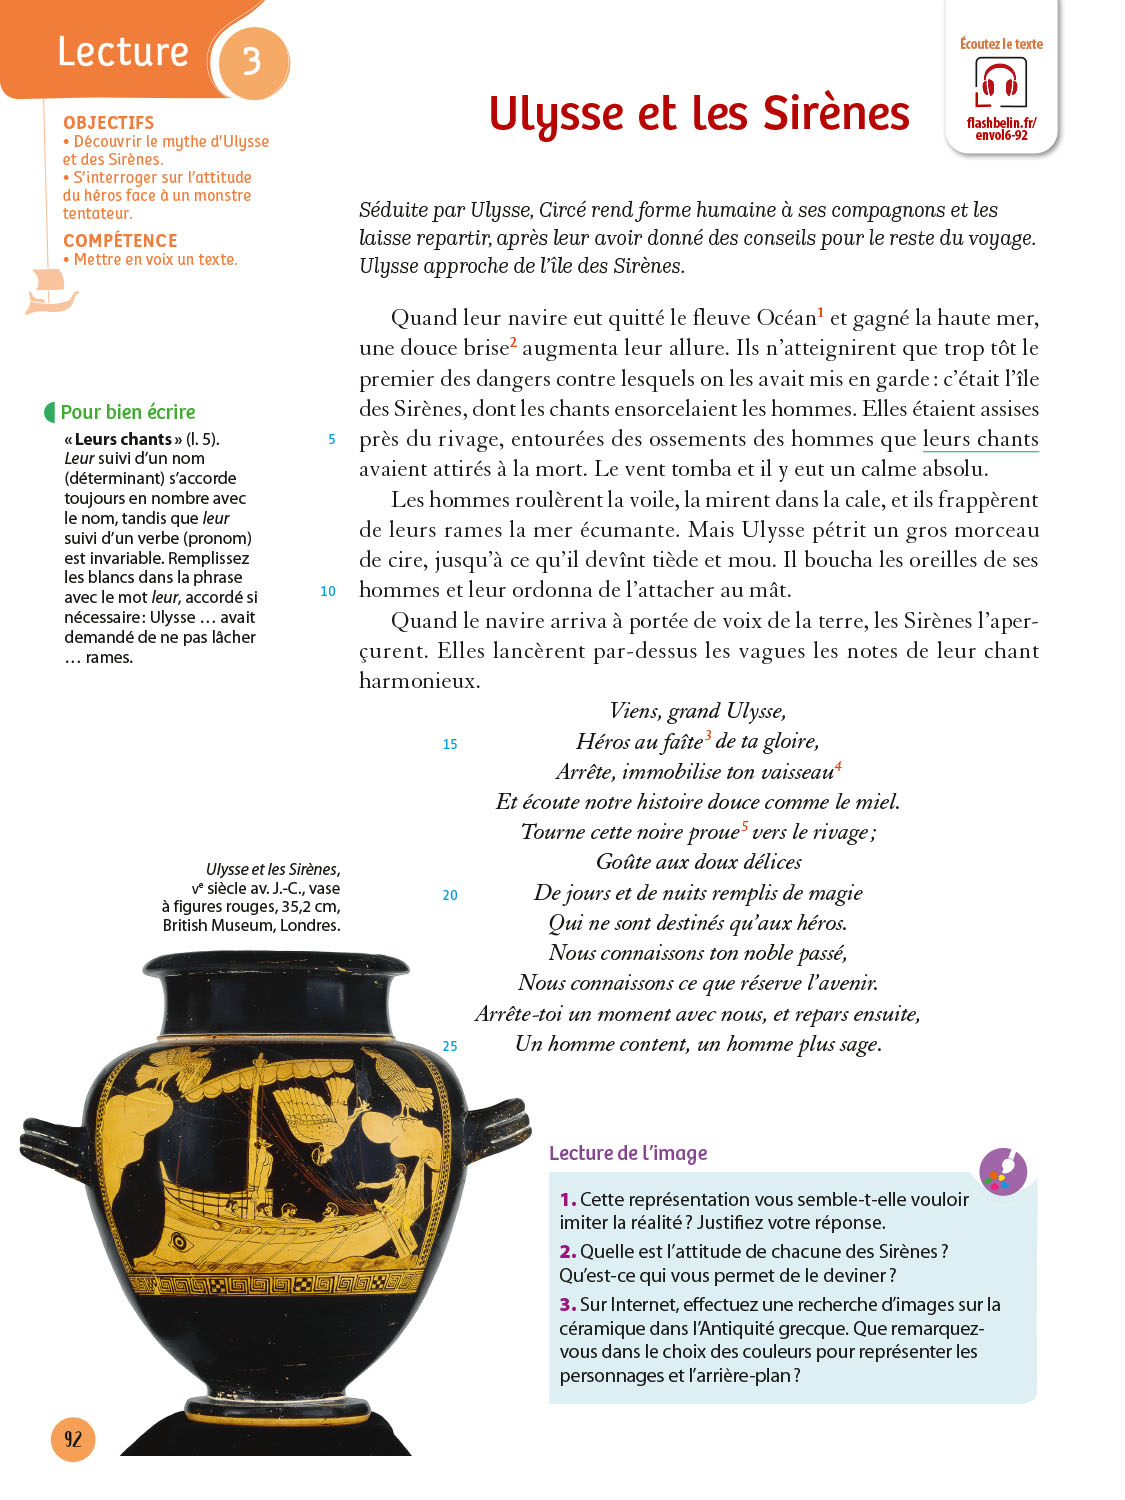 Lecture 3
Écoutez le texte
flashbelin.fr/
envol6-92
Ulysse et les Sirènes
OBJECTIFS
• Découvrir le mythe d'Ulysse
et des Sirènes.
• S'interroger sur l'attitude
du héros face à un monstre
tentateur.
COMPÉTENCE
• Mettre en voix un texte.
Séduite par Ulysse, Circé rend forme humaine à ses compagnons et les
laisse repartir, après leur avoir donné des conseils pour le reste du voyage.
Ulysse approche de l'île des Sirènes.
Quand leur navire eut quitté le fleuve Océan1 et gagné la haute mer,
une douce brise2 augmenta leur allure. Ils n'atteignirent que trop tôt le
premier des dangers contre lesquels on les avait mis en garde : c'était l'île
des Sirènes, dont les chants ensorcelaient les hommes. Elles étaient assises
5 près du rivage, entourées des ossements des hommes que leurs chants
avaient attirés à la mort. Le vent tomba et il y eut un calme absolu.
Les hommes roulèrent la voile, la mirent dans la cale, et ils frappèrent
de leurs rames la mer écumante. Mais Ulysse pétrit un gros morceau
de cire, jusqu'à ce qu'il devînt tiède et mou. Il boucha les oreilles de ses
10 hommes et leur ordonna de l'attacher au mât.
Quand le navire arriva à portée de voix de la terre, les Sirènes l'aper-
çurent. Elles lancèrent par-dessus les vagues les notes de leur chant
harmonieux.
Viens, grand Ulysse,
15 Héros au faîte3 de ta gloire,
Arrête, immobilise ton vaisseau4
Et écoute notre histoire douce comme le miel.
Tourne cette noire proue5 vers le rivage ;
Goûte aux doux délices
20 De jours et de nuits remplis de magie
Qui ne sont destinés qu'aux héros.
Nous connaissons ton noble passé,
Nous connaissons ce que réserve l'avenir.
Arrête-toi un moment avec nous, et repars ensuite,
25 Un homme content, un homme plus sage.
Pour bien écrire
« Leurs chants » (l. 5).
Leur suivi d'un nom
(déterminant) s'accorde
toujours en nombre avec
le nom, tandis que leur
suivi d'un verbe (pronom)
est invariable. Remplissez
les blancs dans la phrase
avec le mot leur, accordé si
nécessaire : Ulysse … avait
demandé de ne pas lâcher
… rames.
Ulysse et les Sirènes,
Ve siècle av. J.-C., vase
à figures rouges, 35,2 cm,
British Museum, Londres.
Lecture de l'image
1. Cette représentation vous semble-t-elle vouloir
imiter la réalité ? Justifiez votre réponse.
2. Quelle est l'attitude de chacune des Sirènes ?
Qu'est-ce qui vous permet de le deviner ?
3. Sur Internet, effectuez une recherche d'images sur la
céramique dans l'Antiquité grecque. Que remarquez-
vous dans le choix des couleurs pour représenter les
personnages et l'arrière-plan ?
92